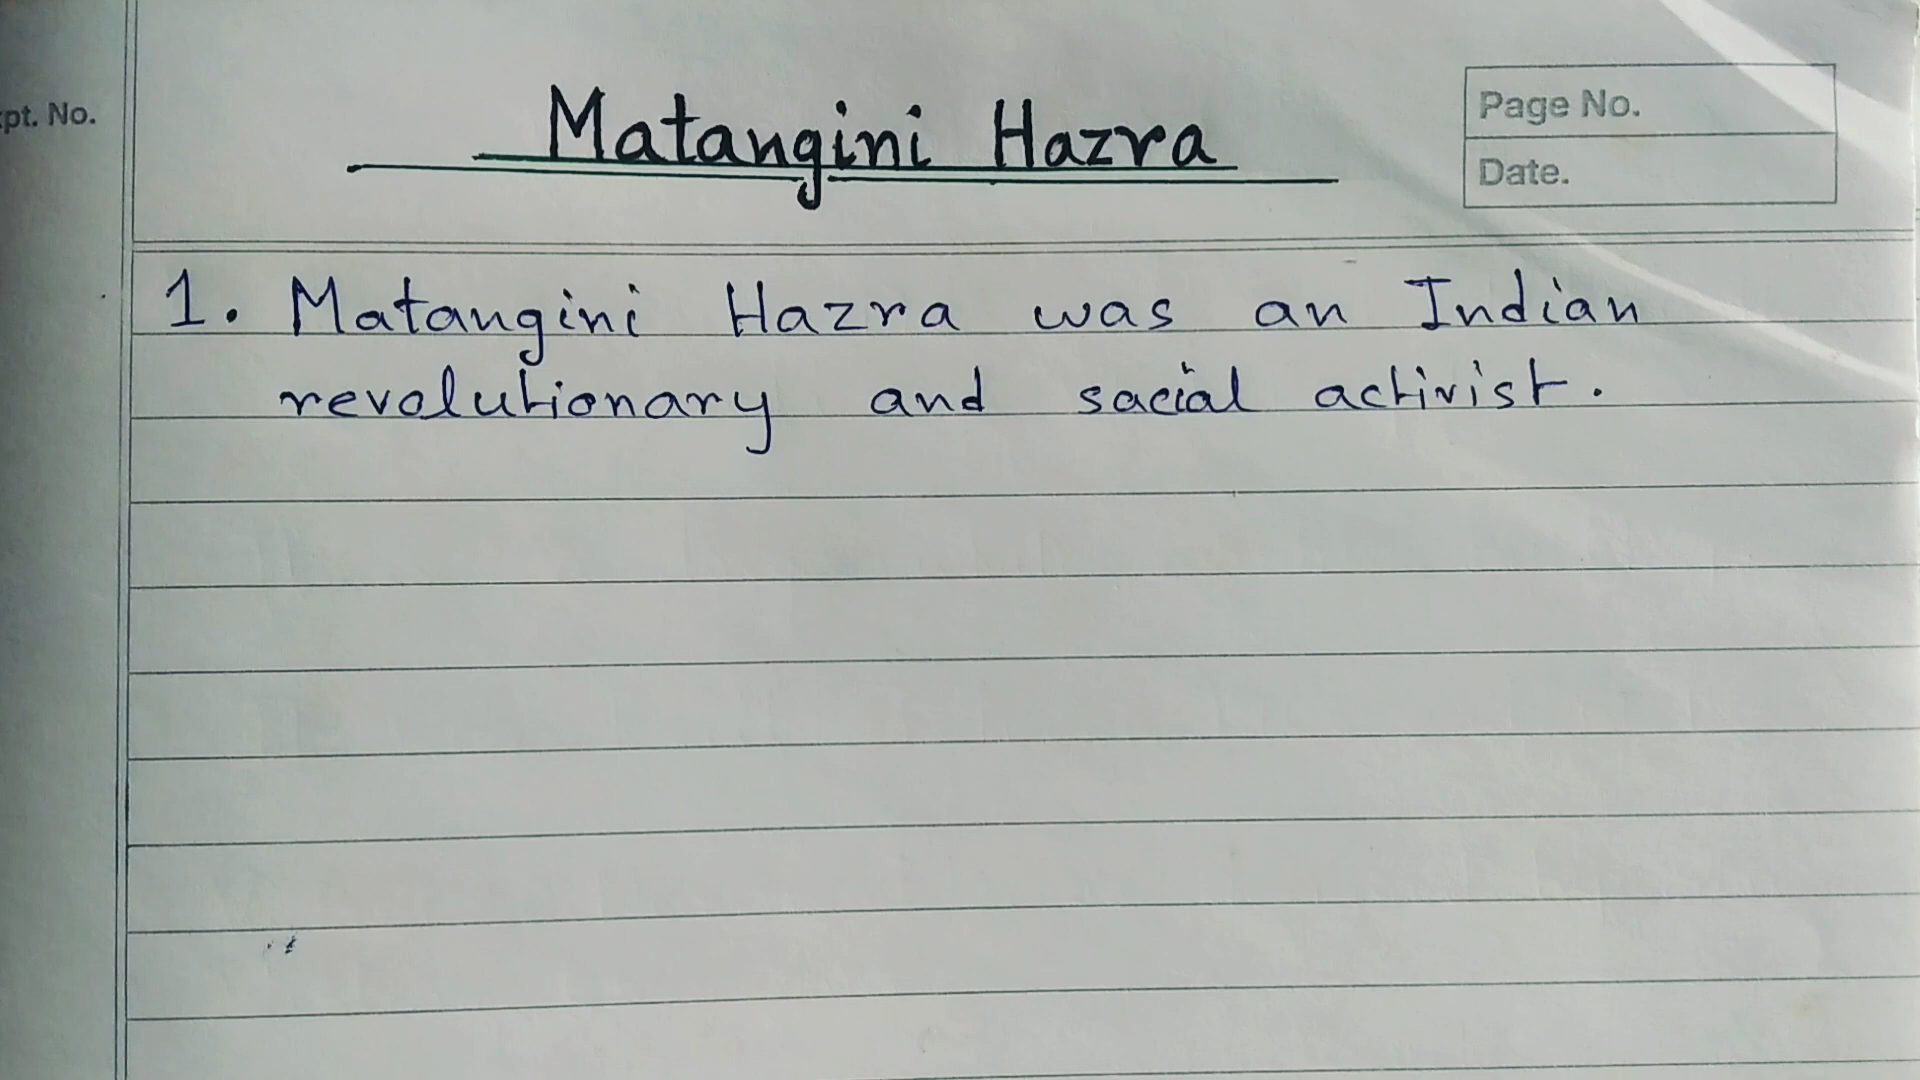 pt. No.
Matangini Hazra
Page No.
Date.
1. Matangini Hazra was an Indian
revolutionary and sacial activist.